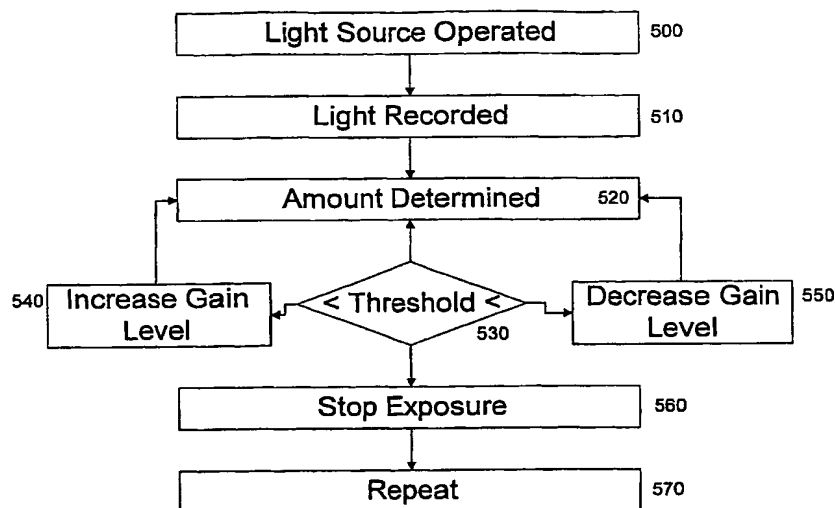 Light Source Operated 500
Light Recorded 510
Amount Determined 520
540 Increase Gain Level
< Threshold <
530
Decrease Gain Level 550
Stop Exposure 560
Repeat 570